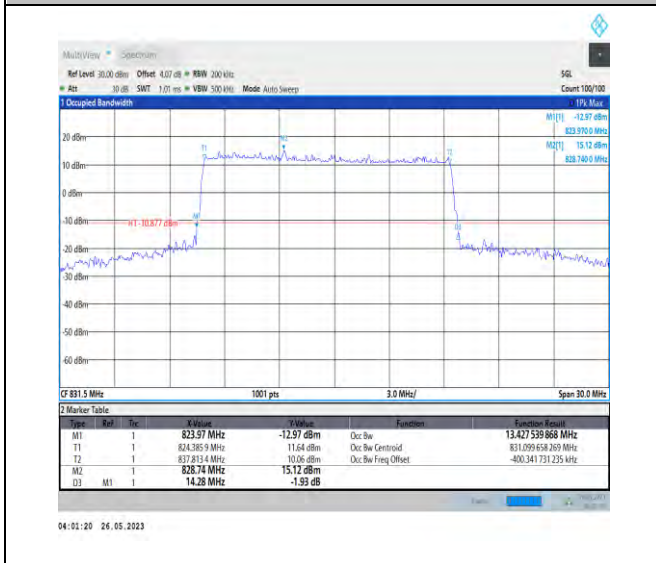 MultiView Spectrum
Ref Level 30.00 dBm Offset 4.07 dB RBW 200 kHz SGL
Att 30 dB SWT 1.01 ms VBW 500 kHz Mode Auto Sweep Count 100/100
1 Occupied Bandwidth 1Pk Max
M1[1] -12.97 dBm
823.9700 MHz
M2[1] 15.12 dBm
828.7400 MHz
20 dBm
T1
M2
T2
10 dBm
0 dBm
-10 dBm
H1 -10.877 dBm
M1
D3
-20 dBm
-30 dBm
-40 dBm
-50 dBm
-60 dBm
CF 831.5 MHz 1001 pts 3.0 MHz/ Span 30.0 MHz
2 Marker Table
Type Ref Trc X-Value Y-Value Function Function Result
M1 1 823.97 MHz -12.97 dBm Occ Bw 13.427 539 868 MHz
T1 1 824.385 9 MHz 11.64 dBm Occ Bw Centroid 831.099 658 269 MHz
T2 1 837.813 4 MHz 10.06 dBm Occ Bw Freq Offset -400.341 731 235 kHz
M2 1 828.74 MHz 15.12 dBm
D3 M1 1 14.28 MHz -1.93 dB
04:01:20 26.05.2023